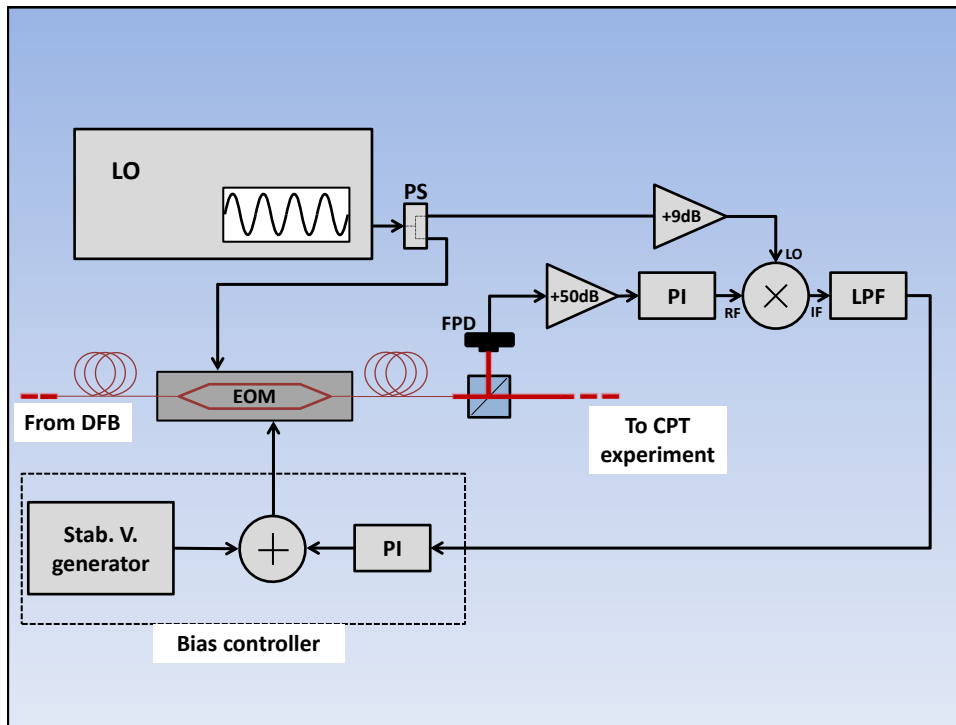 LO
PS
+9dB
LO
+50dB
PI
RF
IF
LPF
FPD
EOM
From DFB
To CPT
experiment
Stab. V.
generator
PI
Bias controller